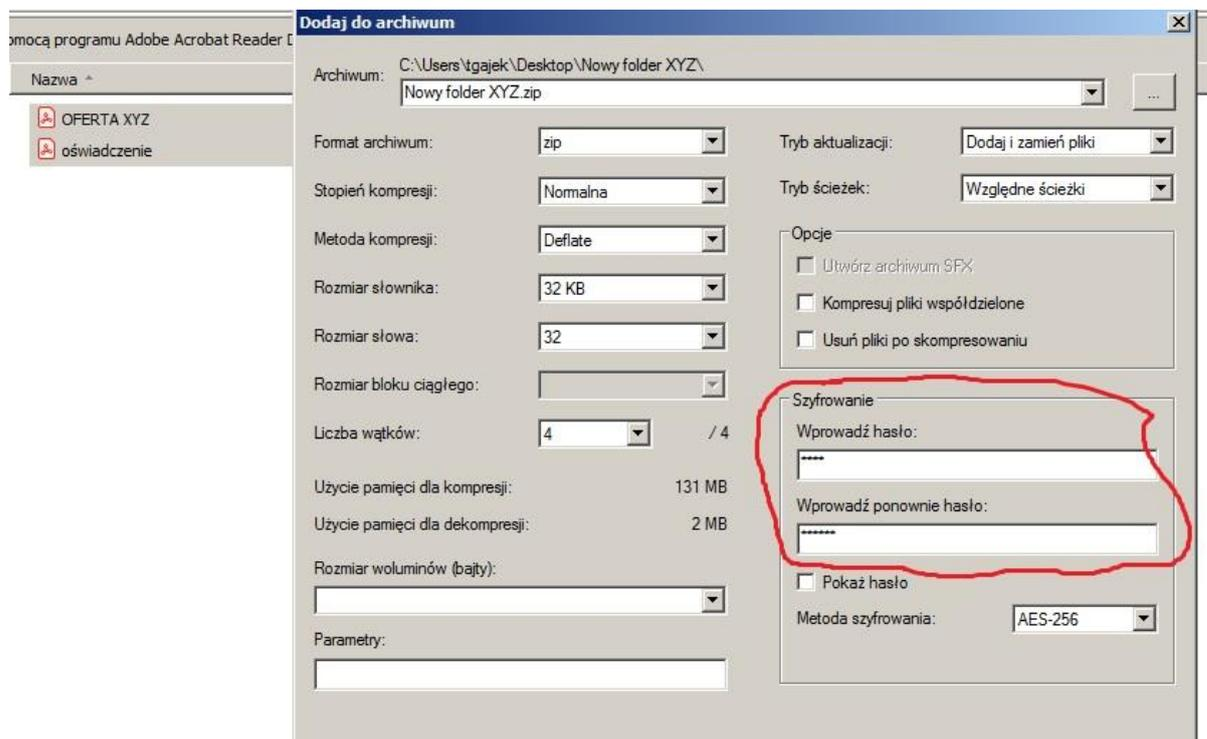 Dodaj do archiwum
omocą programu Adobe Acrobat Reader D
Nazwa
OFERTA XYZ
oświadczenie
Archiwum:
C:\Users\tgajek\Desktop\Nowy folder XYZ\
Nowy folder XYZ.zip
...
Format archiwum:
zip
Stopień kompresji:
Normalna
Metoda kompresji:
Deflate
Rozmiar słownika:
32 KB
Rozmiar słowa:
32
Rozmiar bloku ciągłego:
Liczba wątków:
4
/ 4
Użycie pamięci dla kompresji:
131 MB
Użycie pamięci dla dekompresji:
2 MB
Rozmiar woluminów (bajty):
Parametry:
Tryb aktualizacji:
Dodaj i zamień pliki
Tryb ścieżek:
Względne ścieżki
Opcje
Utwórz archiwum SFX
Kompresuj pliki współdzielone
Usuń pliki po skompresowaniu
Szyfrowanie
Wprowadź hasło:
****
Wprowadź ponownie hasło:
******
Pokaż hasło
Metoda szyfrowania:
AES-256